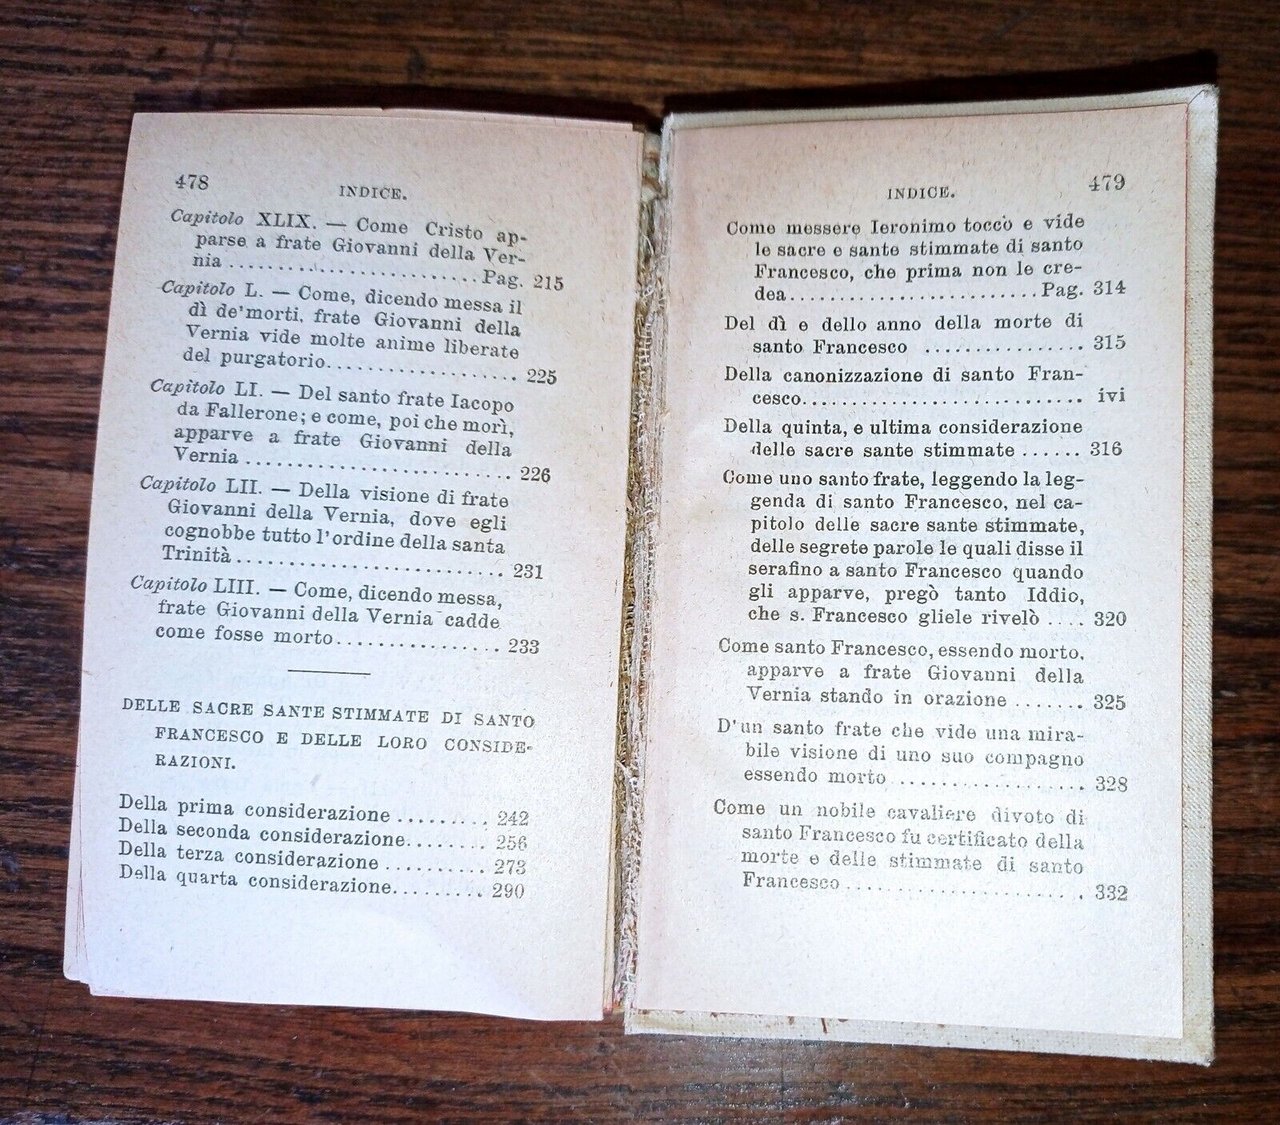 478
INDICE.
Capitolo XLIX. — Come Cristo ap-
parse a frate Giovanni della Ver-
nia ........................ Pag. 215
Capitolo L. — Come, dicendo messa il
dì de'morti, frate Giovanni della
Vernia vide molte anime liberate
del purgatorio.................. 225
Capitolo LI. — Del santo frate Iacopo
da Fallerone; e come, poi che morì,
apparve a frate Giovanni della
Vernia ........................ 226
Capitolo LII. — Della visione di frate
Giovanni della Vernia, dove egli
cognobbe tutto l'ordine della santa
Trinità......................... 231
Capitolo LIII. — Come, dicendo messa,
frate Giovanni della Vernia cadde
come fosse morto................ 233
DELLE SACRE SANTE STIMMATE DI SANTO
FRANCESCO E DELLE LORO CONSIDE-
RAZIONI.
Della prima considerazione ......... 242
Della seconda considerazione........ 256
Della terza considerazione .......... 273
Della quarta considerazione......... 290
INDICE.
479
Come messere Ieronimo toccò e vide
le sacre e sante stimmate di santo
Francesco, che prima non le cre-
dea........................ Pag. 314
Del dì e dello anno della morte di
santo Francesco ............... 315
Della canonizzazione di santo Fran-
cesco........................... ivi
Della quinta, e ultima considerazione
delle sacre sante stimmate ...... 316
Come uno santo frate, leggendo la leg-
genda di santo Francesco, nel ca-
pitolo delle sacre sante stimmate,
delle segrete parole le quali disse il
serafino a santo Francesco quando
gli apparve, pregò tanto Iddio,
che s. Francesco gliele rivelò .... 320
Come santo Francesco, essendo morto,
apparve a frate Giovanni della
Vernia stando in orazione ....... 325
D'un santo frate che vide una mira-
bile visione di uno suo compagno
essendo morto .................. 328
Come un nobile cavaliere divoto di
santo Francesco fu certificato della
morte e delle stimmate di santo
Francesco....................... 332